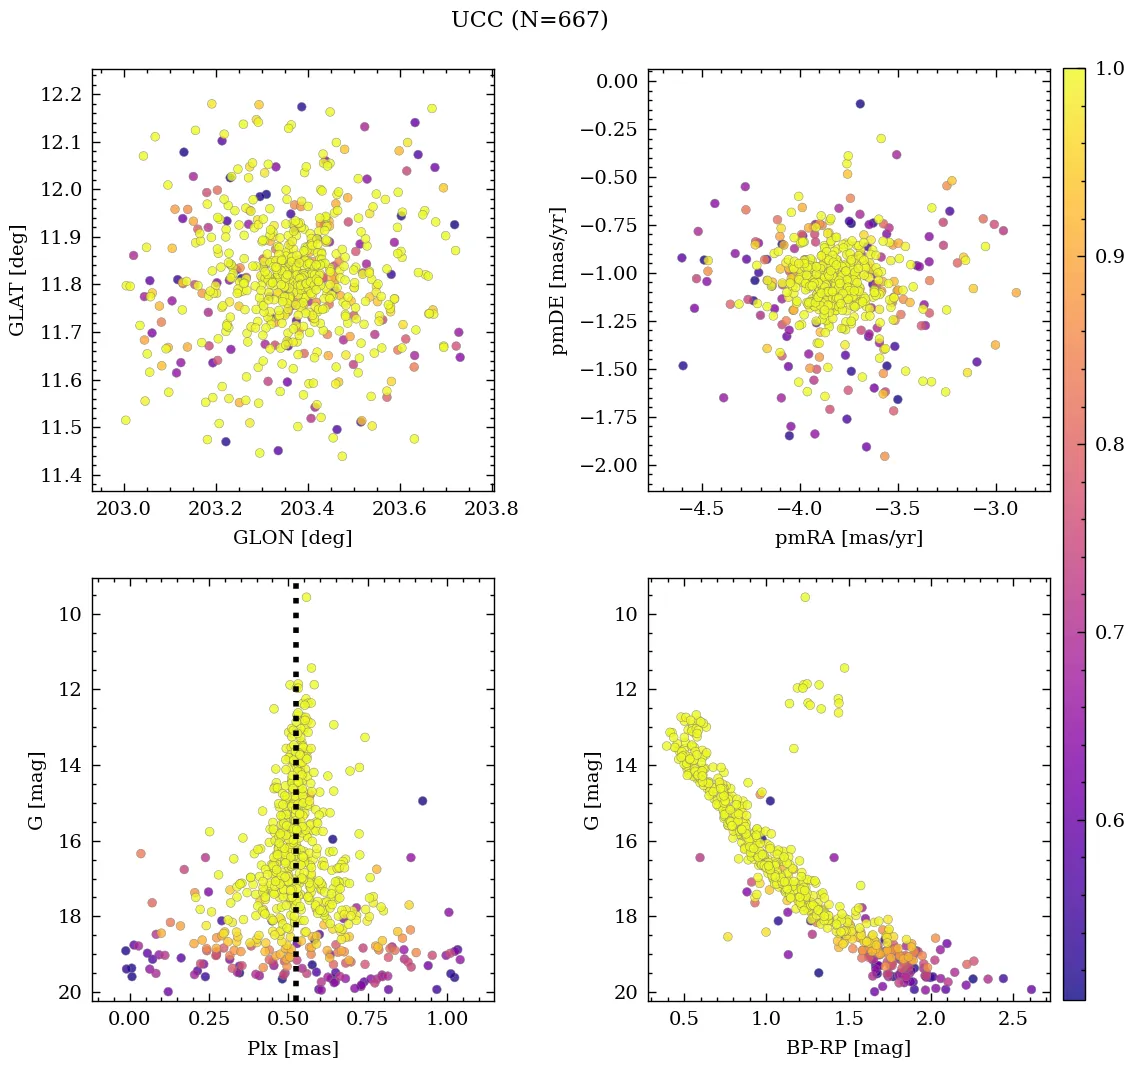 UCC (N=667)
12.2
12.1
12.0
11.9
11.8
11.7
11.6
11.5
11.4
GLAT [deg]
203.0 203.2 203.4 203.6 203.8
GLON [deg]
0.00
−0.25
−0.50
−0.75
−1.00
−1.25
−1.50
−1.75
−2.00
pmDE [mas/yr]
−4.5 −4.0 −3.5 −3.0
pmRA [mas/yr]
1.0
0.9
0.8
0.7
0.6
10
12
14
16
18
20
G [mag]
0.00 0.25 0.50 0.75 1.00
Plx [mas]
10
12
14
16
18
20
G [mag]
0.5 1.0 1.5 2.0 2.5
BP-RP [mag]